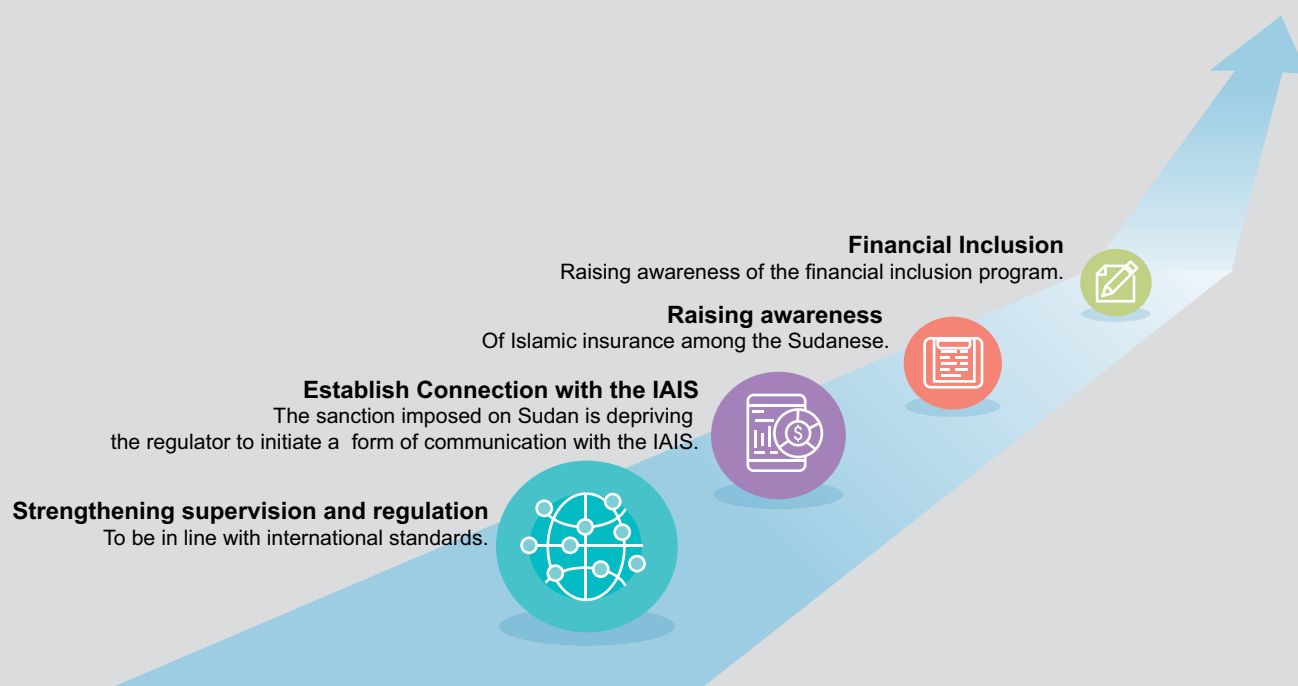 Financial Inclusion
Raising awareness of the financial inclusion program.
Raising awareness
Of Islamic insurance among the Sudanese.
Establish Connection with the IAIS
The sanction imposed on Sudan is depriving
the regulator to initiate a form of communication with the IAIS.
Strengthening supervision and regulation
To be in line with international standards.
$